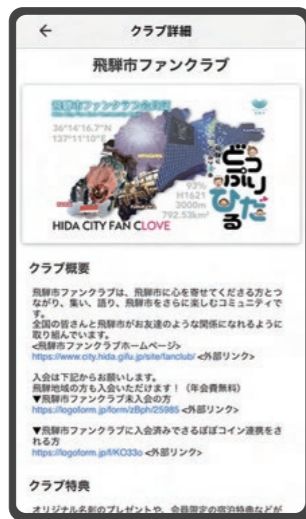 ←
クラブ詳細
飛騨市ファンクラブ
飛騨市ファンクラブ会員証
36°14'16.7"N
137°11'10"E
どっぷりひだる
93%
H1621
3000m
792.53km²
HIDA CITY FAN CLOVE
クラブ概要
飛騨市ファンクラブは、飛騨市に心を寄せてくださる方とつ
ながり、集い、語り、飛騨市をさらに楽しむコミュニティで
す。
全国の皆さんと飛騨市がお友達のような関係になれるように
取り組んでいます。
<飛騨市ファンクラブホームページ>
https://www.city.hida.gifu.jp/site/fanclub/ <外部リンク>
入会は下記からお願いします。
飛騨地域の方も入会いただけます！（年会費無料）
▼飛騨市ファンクラブ未入会の方
https://logoform.jp/form/zBph/25985 <外部リンク>
▼飛騨市ファンクラブに入会済みでさるぼぼコイン連携をさ
れる方
https://logoform.jp/f/KO33o <外部リンク>
クラブ特典
オリジナル名刺のプレゼントや、会員限定の宿泊特典などが